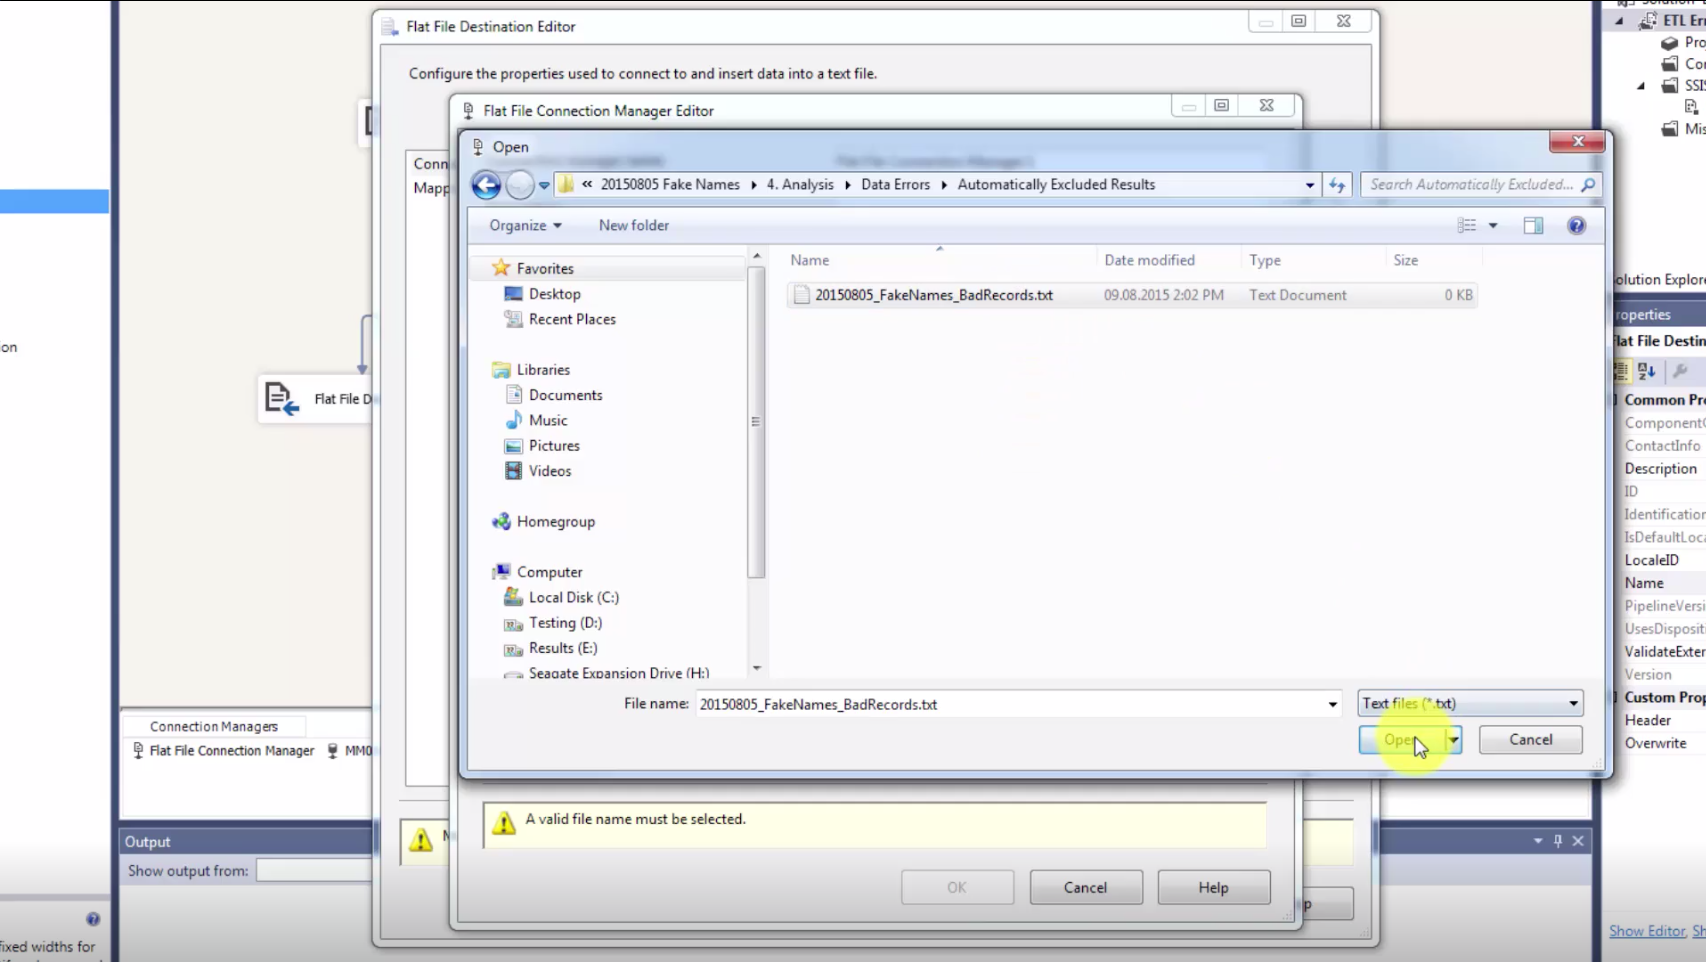 Flat File Destination Editor
Configure the properties used to connect to and insert data into a text file.
Flat File Connection Manager Editor
Conne
Mapp
Open
« 20150805 Fake Names 4. Analysis Data Errors Automatically Excluded Results
Search Automatically Excluded...
Organize New folder
Favorites
Desktop
Recent Places
Libraries
Documents
Music
Pictures
Videos
Homegroup
Computer
Local Disk (C:)
Testing (D:)
Results (E:)
Seagate Expansion Drive (H:)
Name Date modified Type Size
20150805_FakeNames_BadRecords.txt 09.08.2015 2:02 PM Text Document 0 KB
File name: 20150805_FakeNames_BadRecords.txt
Text files (*.txt)
Open Cancel
A valid file name must be selected.
OK Cancel Help
ion
Flat File D
Connection Managers
Flat File Connection Manager MM0
Output
Show output from:
fixed widths for
ETL Err
Proj
Con
SSIS
Mis
olution Explore
roperties
lat File Destin
Common Pro
ComponentC
ContactInfo
Description
ID
Identification
IsDefaultLoca
LocaleID
Name
PipelineVersi
UsesDispositi
ValidateExter
Version
Custom Prop
Header
Overwrite
Show Editor, Sh